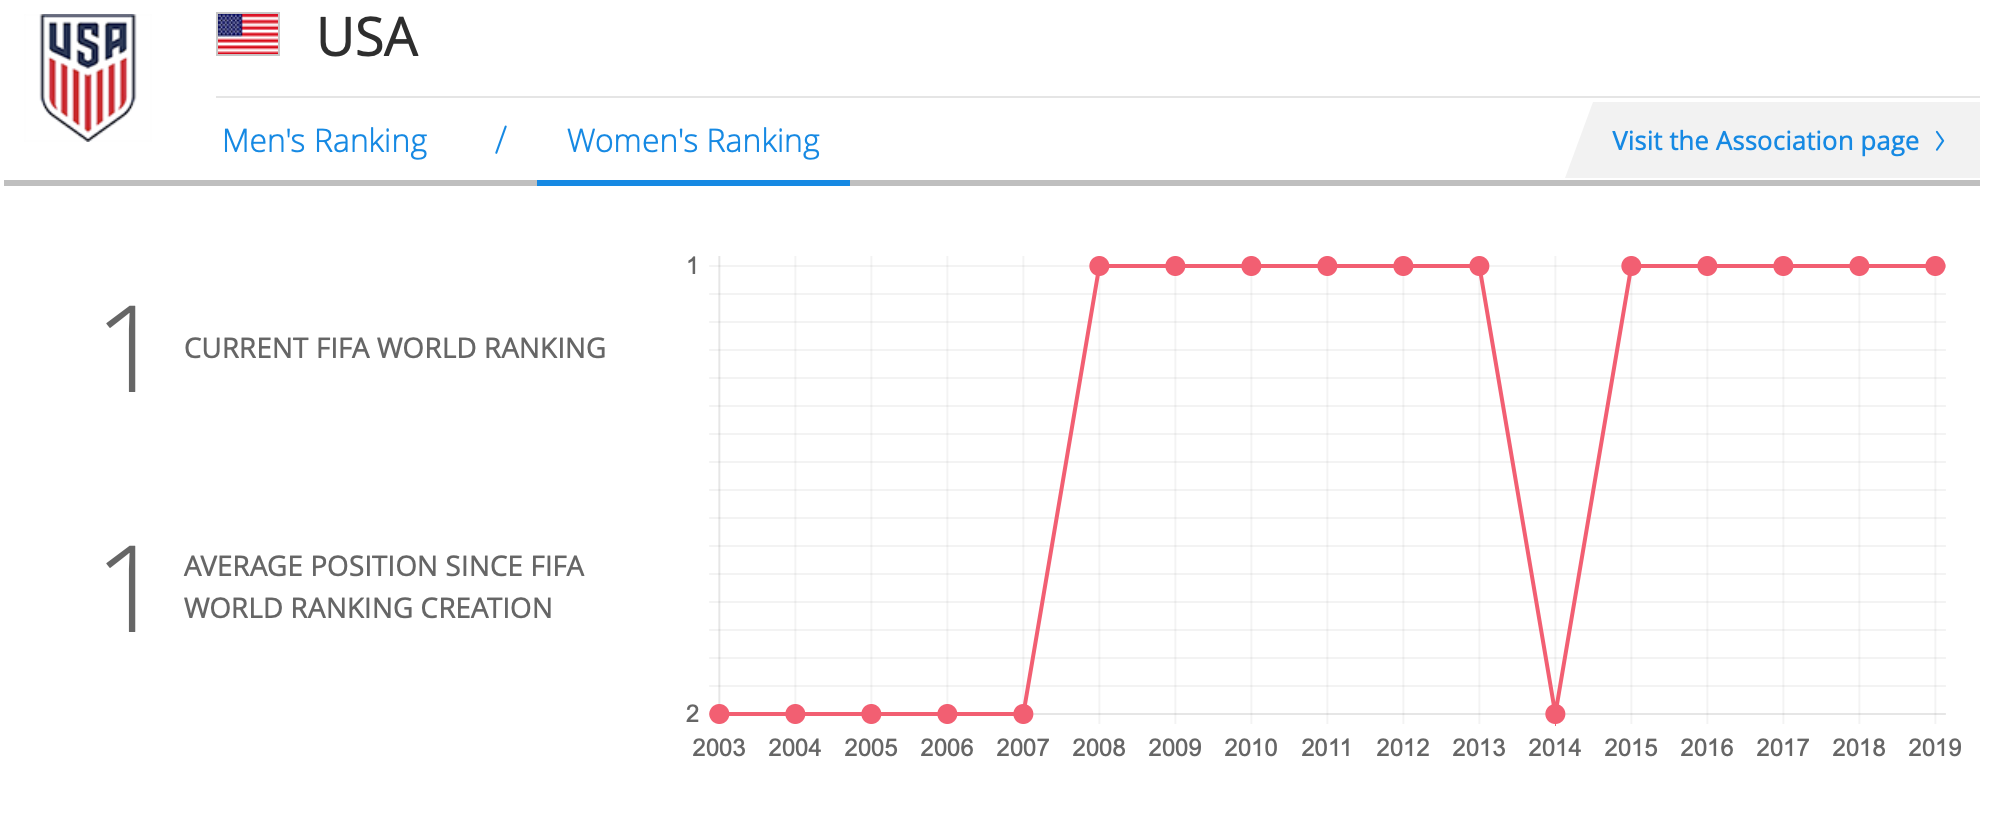 USA
USA
Men's Ranking / Women's Ranking
Visit the Association page >
1 CURRENT FIFA WORLD RANKING
1 AVERAGE POSITION SINCE FIFA
WORLD RANKING CREATION
1
2
2003 2004 2005 2006 2007 2008 2009 2010 2011 2012 2013 2014 2015 2016 2017 2018 2019